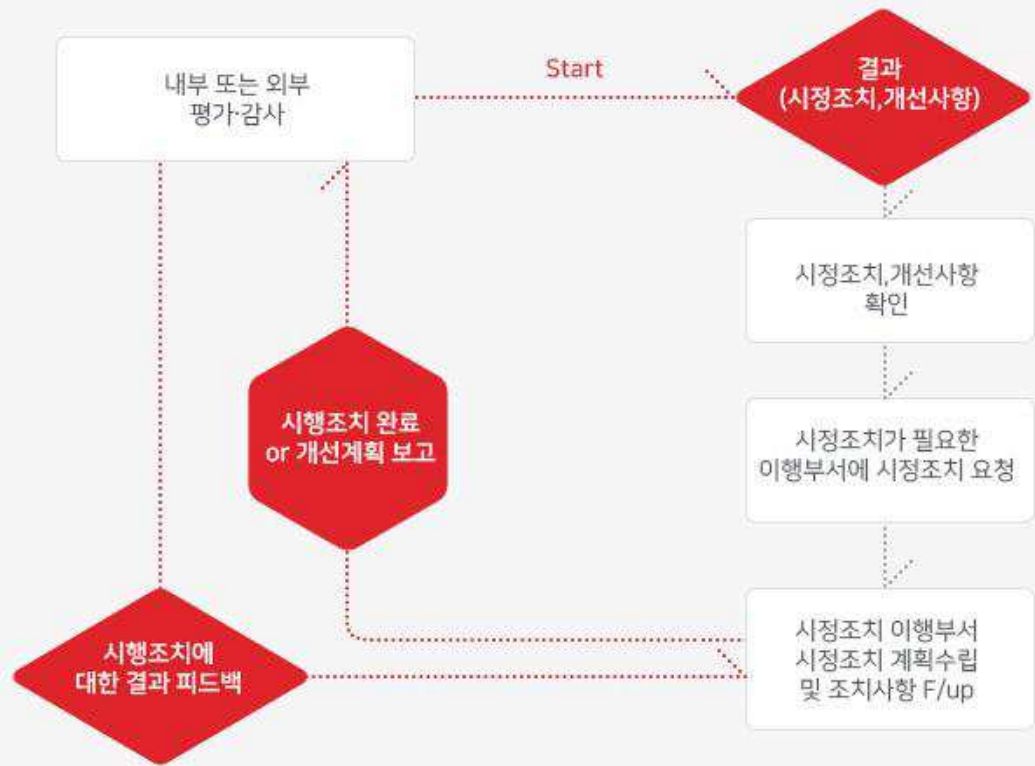 내부 또는 외부
평가·감사
Start
결과
(시정조치,개선사항)
시정조치,개선사항
확인
시정조치가 필요한
이행부서에 시정조치 요청
시정조치 이행부서
시정조치 계획수립
및 조치사항 F/up
시행조치 완료
or 개선계획 보고
시행조치에
대한 결과 피드백